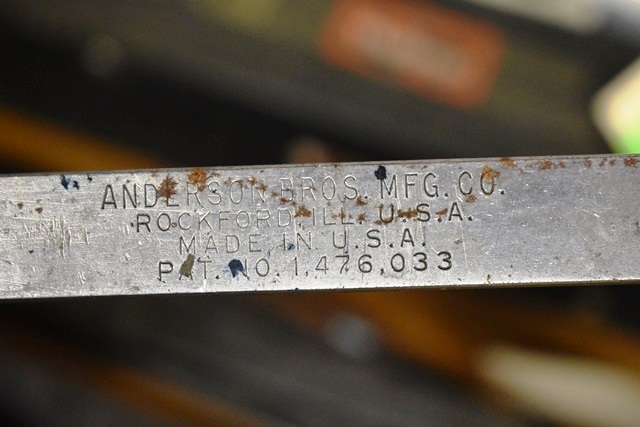 ANDERSON BROS. MFG. CO.
ROCKFORD, ILL. U.S.A.
MADE IN U.S.A.
PAT. NO. 1,476,033